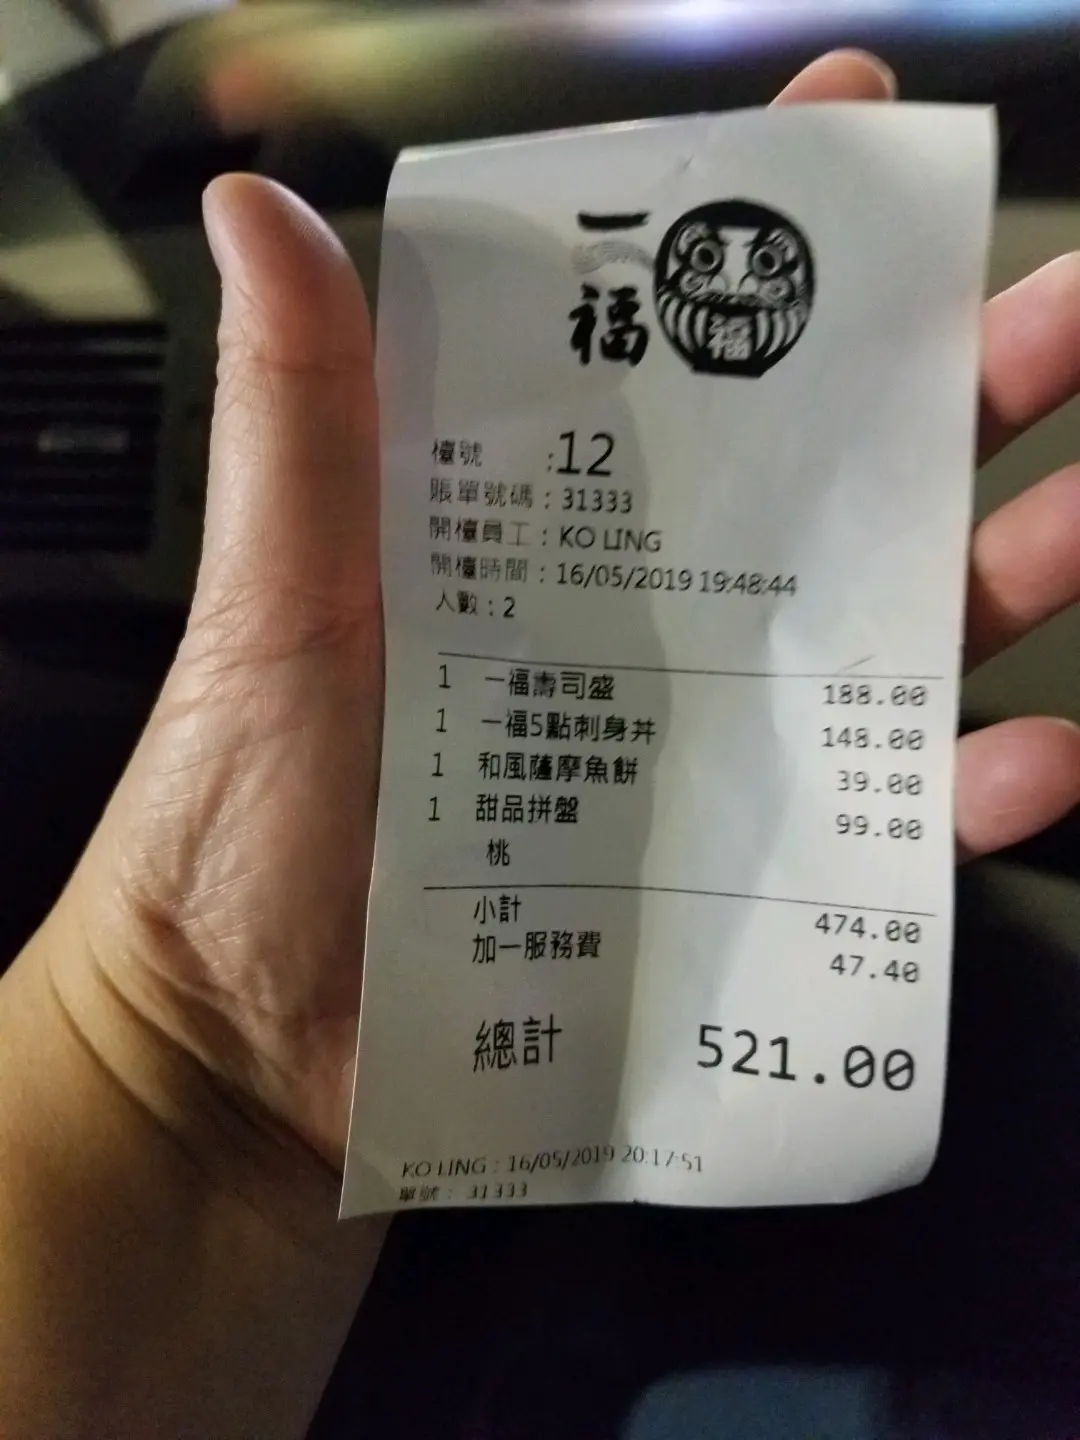 一福
福
檯號 :12
賬單號碼 : 31333
開檯員工 : KO LING
開檯時間 : 16/05/2019 19:48:44
人數 : 2
1 一福壽司盛 188.00
1 一福5點刺身丼 148.00
1 和風薩摩魚餅 39.00
1 甜品拼盤 99.00
桃
小計 474.00
加一服務費 47.40
總計 521.00
KO LING : 16/05/2019 20:17:51
單號 : 31333